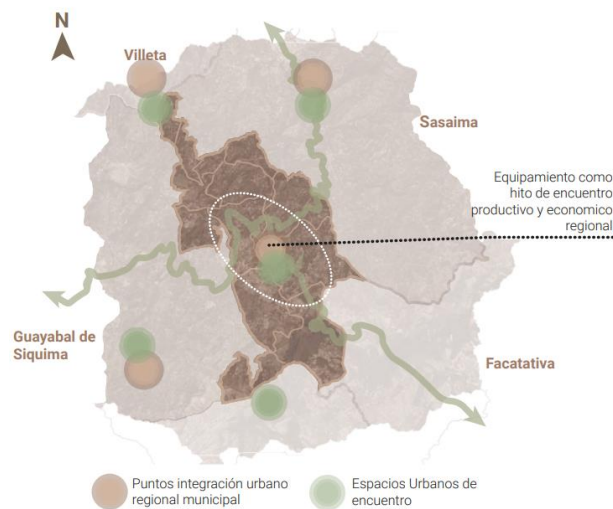 N
Villeta
Sasaima
Equipamiento como
hito de encuentro
productivo y economico
regional
Guayabal de
Siquima
Facatativa
Puntos integración urbano
regional municipal
Espacios Urbanos de
encuentro